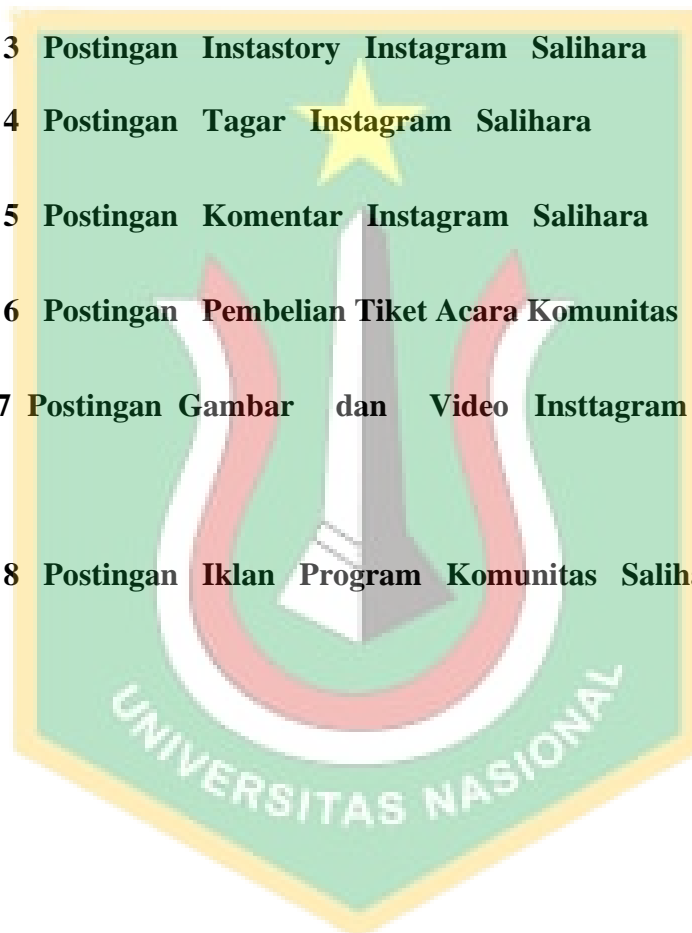 3 Postingan Instastory Instagram Salihara
4 Postingan Tagar Instagram Salihara
5 Postingan Komentar Instagram Salihara
6 Postingan Pembelian Tiket Acara Komunitas
7 Postingan Gambar dan Video Insttagram
8 Postingan Iklan Program Komunitas
UNIVERSITAS NASIONAL